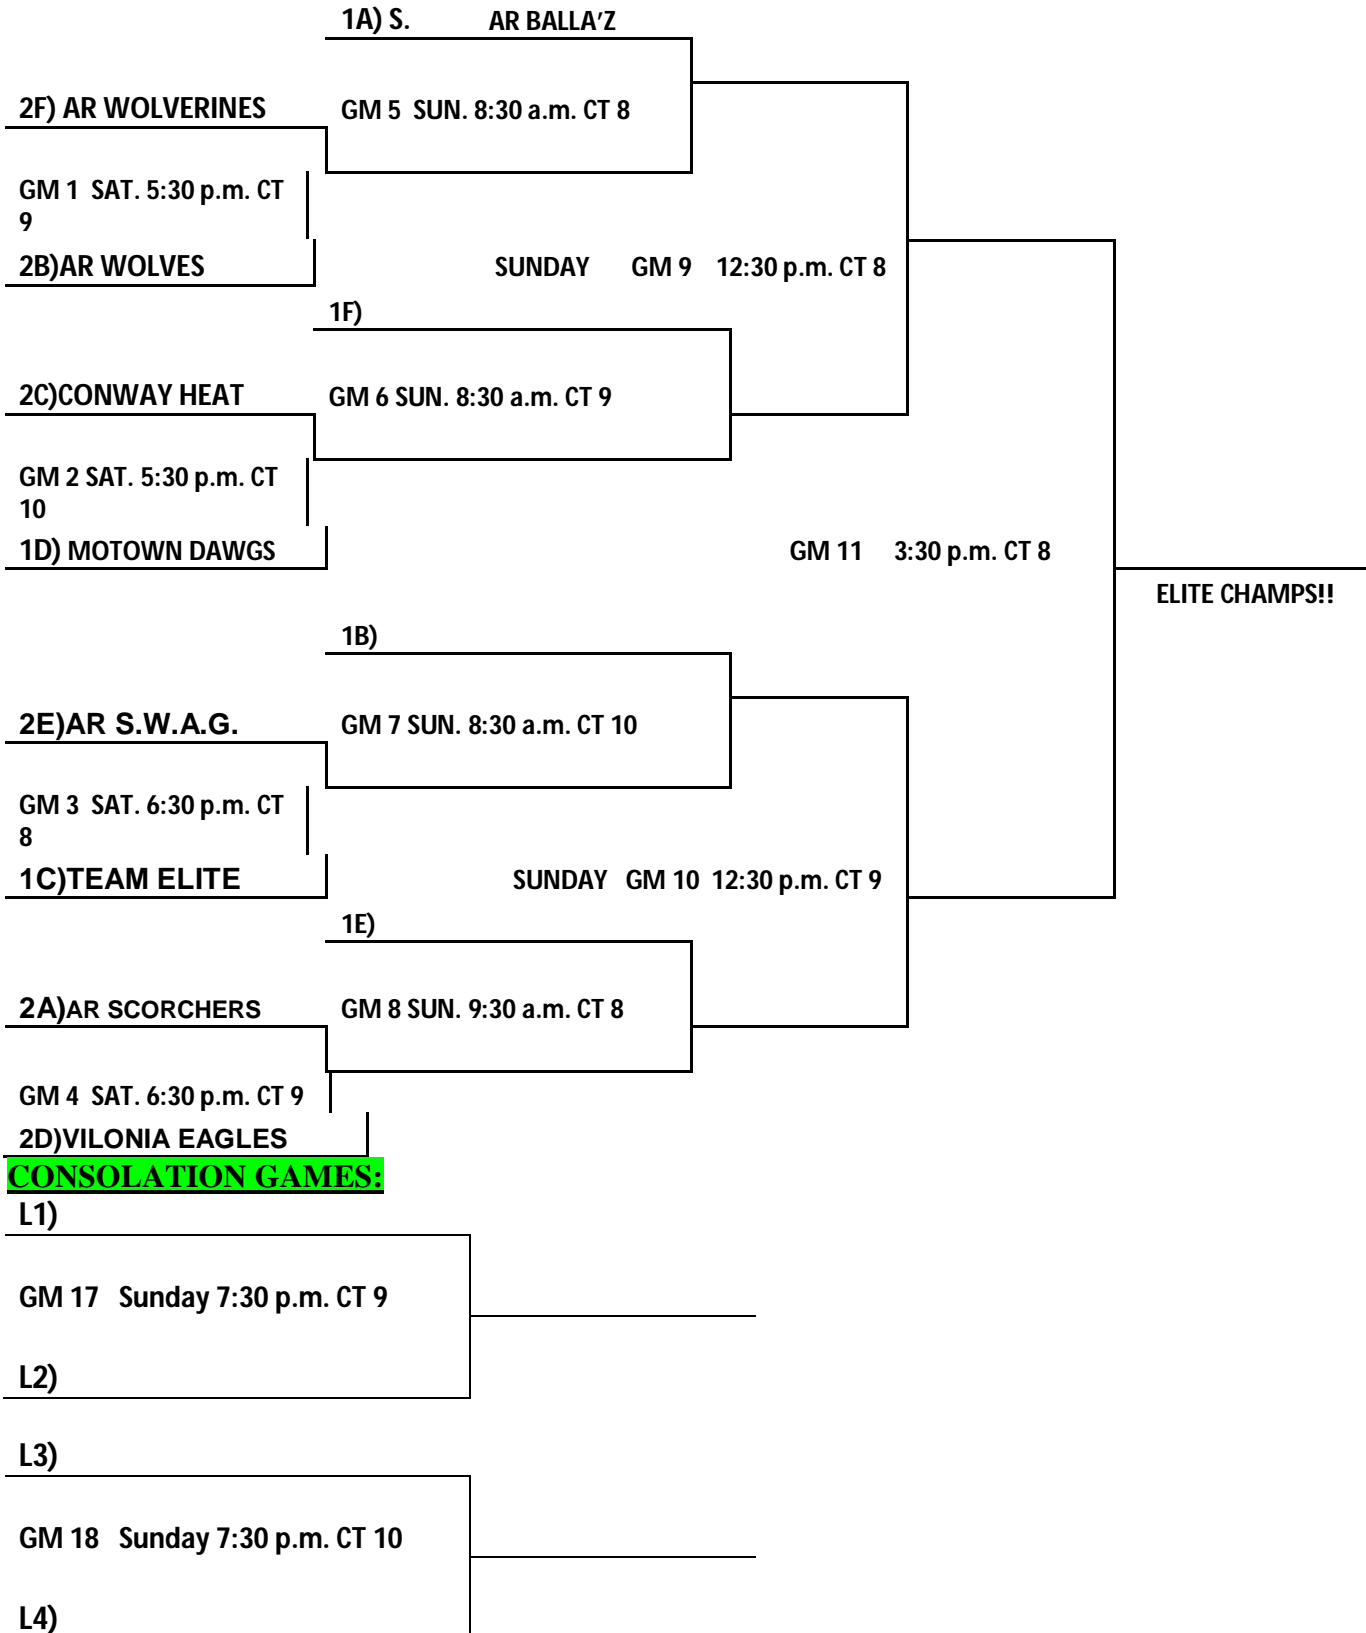 1A) S. AR BALLA'Z
2F) AR WOLVERINES
GM 5 SUN. 8:30 a.m. CT 8
GM 1 SAT. 5:30 p.m. CT
9
2B)AR WOLVES
SUNDAY GM 9 12:30 p.m. CT 8
1F)
2C)CONWAY HEAT
GM 6 SUN. 8:30 a.m. CT 9
GM 2 SAT. 5:30 p.m. CT
10
1D) MOTOWN DAWGS
GM 11 3:30 p.m. CT 8
ELITE CHAMPS!!
1B)
2E)AR S.W.A.G.
GM 7 SUN. 8:30 a.m. CT 10
GM 3 SAT. 6:30 p.m. CT
8
1C)TEAM ELITE
SUNDAY GM 10 12:30 p.m. CT 9
1E)
2A)AR SCORCHERS
GM 8 SUN. 9:30 a.m. CT 8
GM 4 SAT. 6:30 p.m. CT 9
2D)VILONIA EAGLES
CONSOLATION GAMES:
L1)
GM 17 Sunday 7:30 p.m. CT 9
L2)
L3)
GM 18 Sunday 7:30 p.m. CT 10
L4)